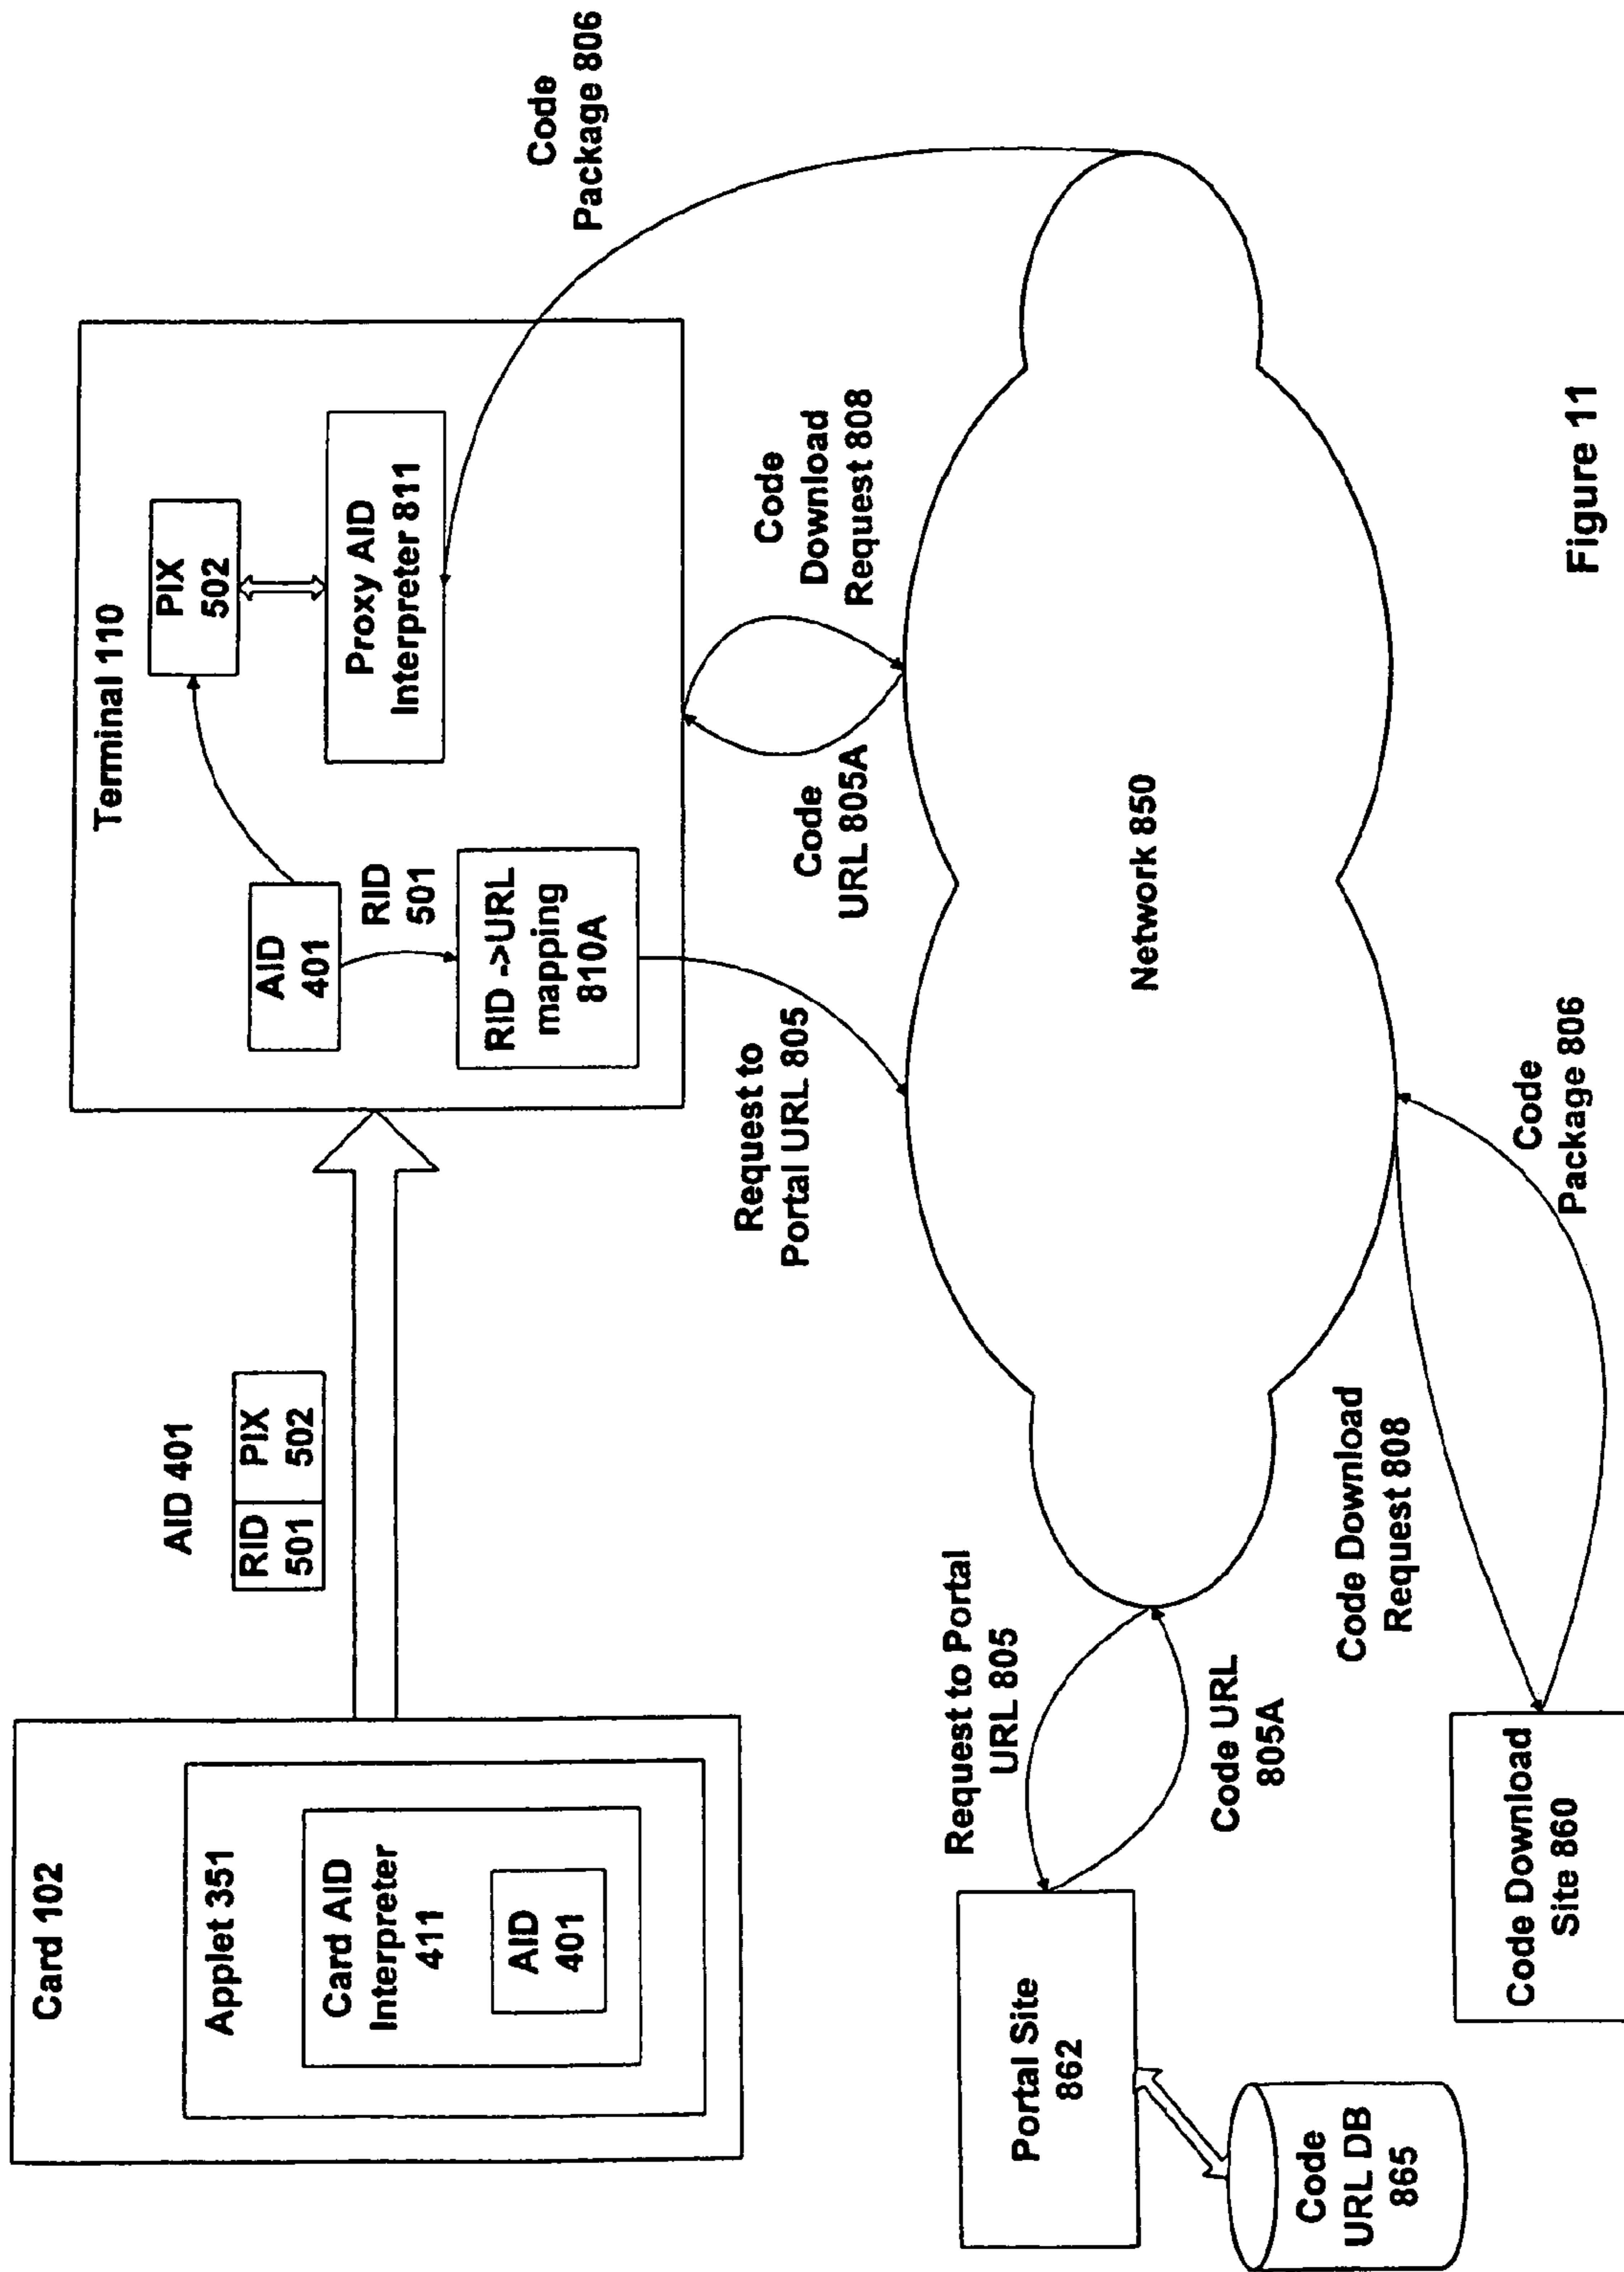 Card 102
Applet 351
Card AID
Interpreter
411
AID
401
AID 401
RID
501
PIX
502
Terminal 110
AID
401
RID
501
RID ->URL
mapping
810A
PIX
502
Proxy AID
Interpreter 811
Code
Package 806
Request to
Portal URL 805
Code
URL 805A
Code
Download
Request 808
Network 850
Request to Portal
URL 805
Code URL
805A
Portal Site
862
Code
URL DB
865
Code Download
Request 808
Code
Package 806
Code Download
Site 860
Figure 11